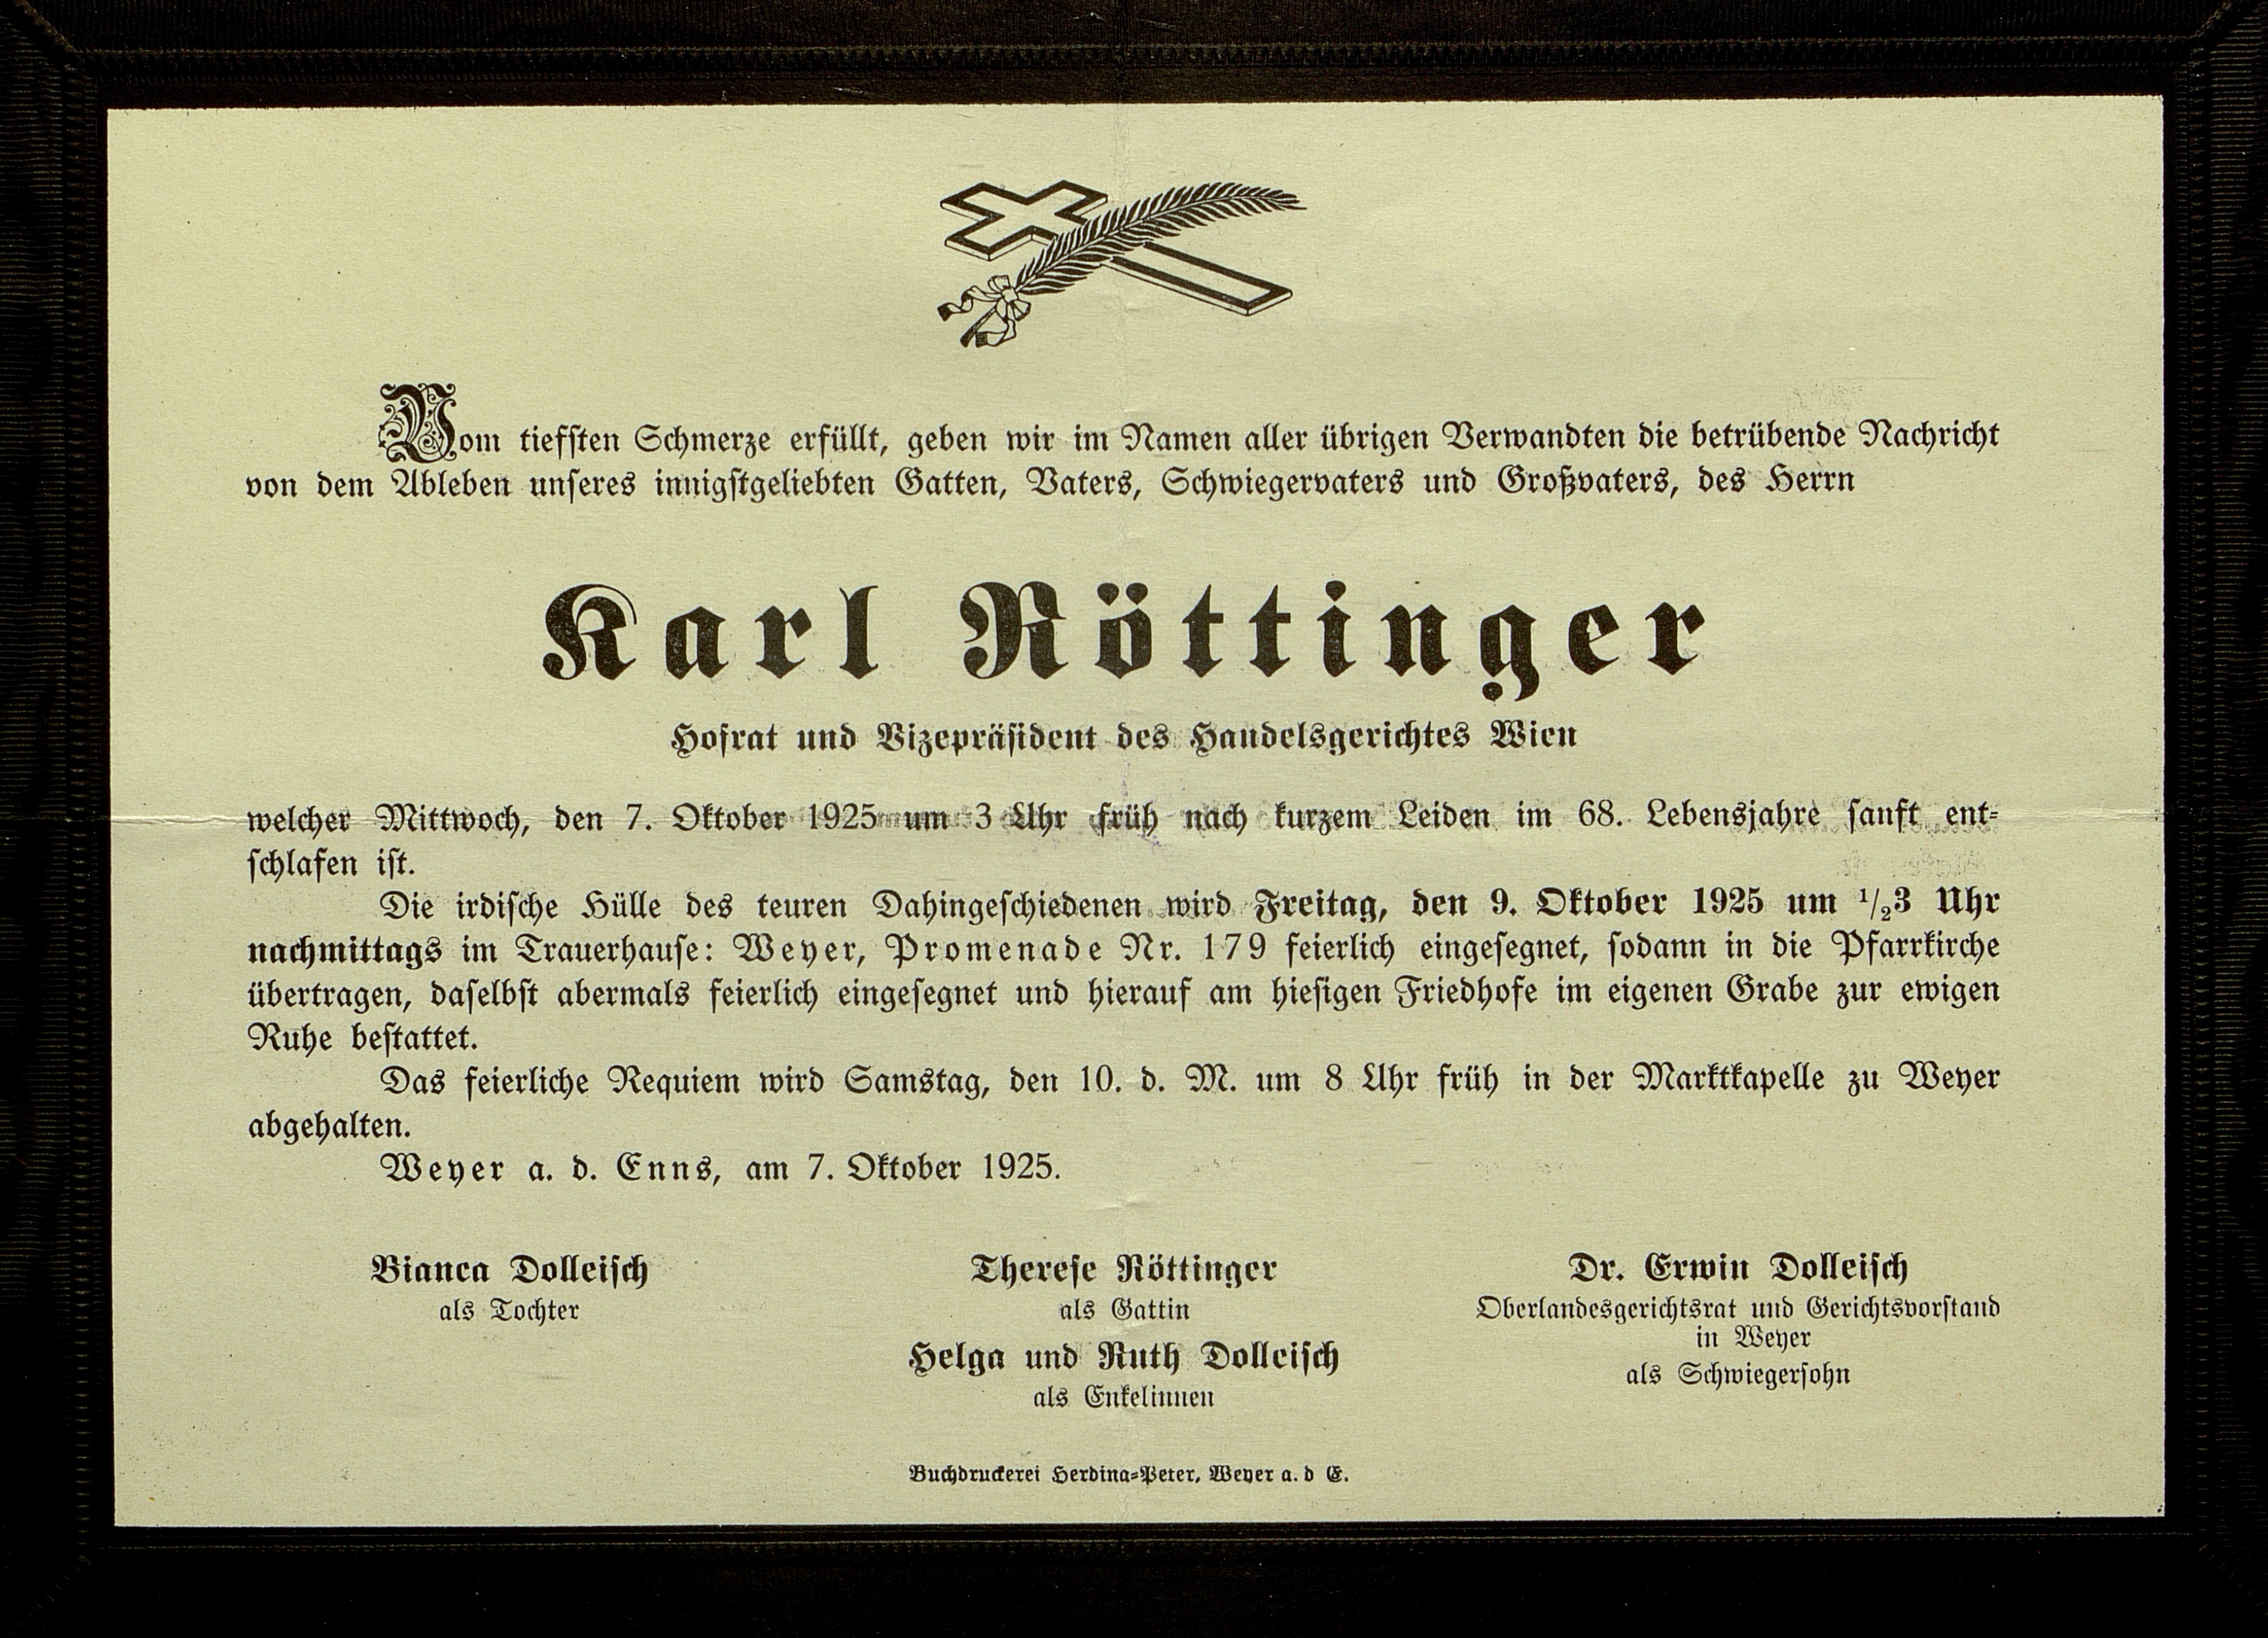 Vom tiefsten Schmerze erfüllt, geben wir im Namen aller übrigen Verwandten die betrübende Nachricht
von dem Ableben unseres innigstgeliebten Gatten, Vaters, Schwiegervaters und Großvaters, des Herrn
Karl Röttinger
Hofrat und Vizepräsident des Handelsgerichtes Wien
welcher Mittwoch, den 7. Oktober 1925 um 3 Uhr früh nach kurzem Leiden im 68. Lebensjahre sanft ent-
schlafen ist.
Die irdische Hülle des teuren Dahingeschiedenen wird Freitag, den 9. Oktober 1925 um 1/23 Uhr
nachmittags im Trauerhause: Weyer, Promenade Nr. 179 feierlich eingesegnet, sodann in die Pfarrkirche
übertragen, daselbst abermals feierlich eingesegnet und hierauf am hiesigen Friedhofe im eigenen Grabe zur ewigen
Ruhe bestattet.
Das feierliche Requiem wird Samstag, den 10. d. M. um 8 Uhr früh in der Marktkapelle zu Weyer
abgehalten.
Weyer a. d. Enns, am 7. Oktober 1925.
Bianca Dolleisch
als Tochter
Therese Röttinger
als Gattin
Helga und Ruth Dolleisch
als Enkelinnen
Dr. Erwin Dolleisch
Oberlandesgerichtsrat und Gerichtsvorstand
in Weyer
als Schwiegersohn
Buchdruckerei Herdina-Peter, Weyer a. d E.